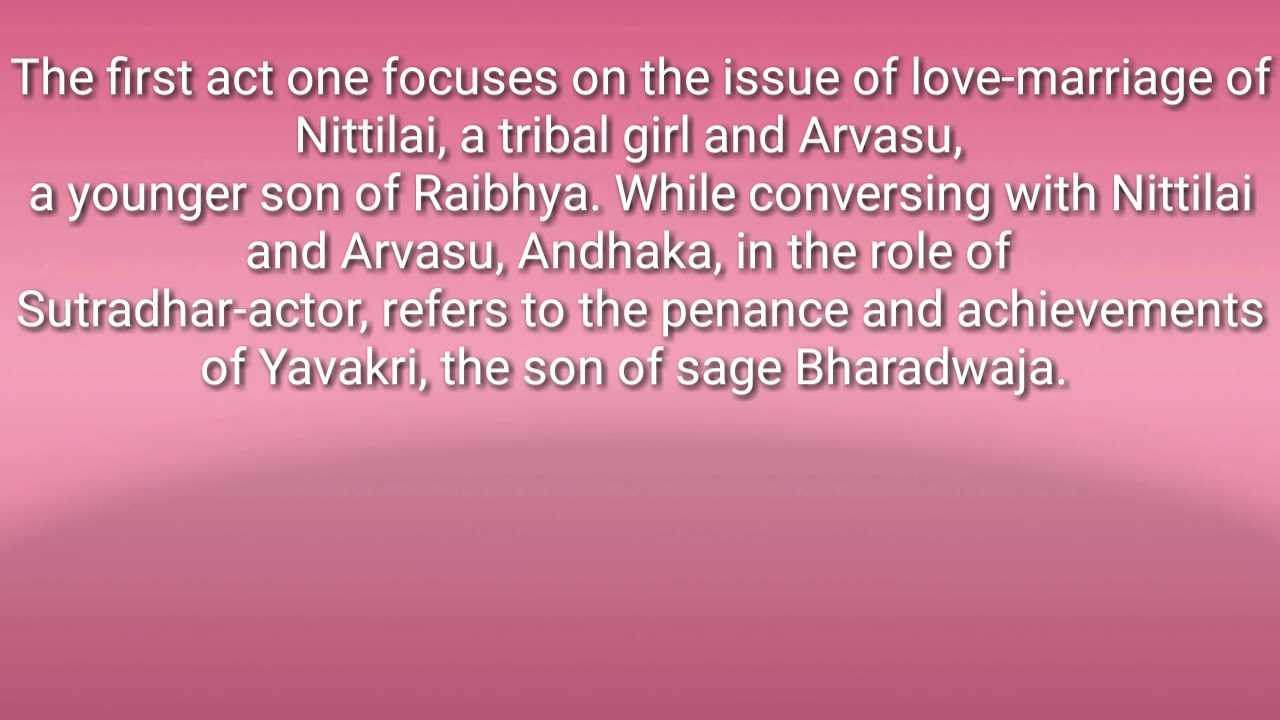 The first act one focuses on the issue of love-marriage of
Nittilai, a tribal girl and Arvasu,
a younger son of Raibhya. While conversing with Nittilai
and Arvasu, Andhaka, in the role of
Sutradhar-actor, refers to the penance and achievements
of Yavakri, the son of sage Bharadwaja.